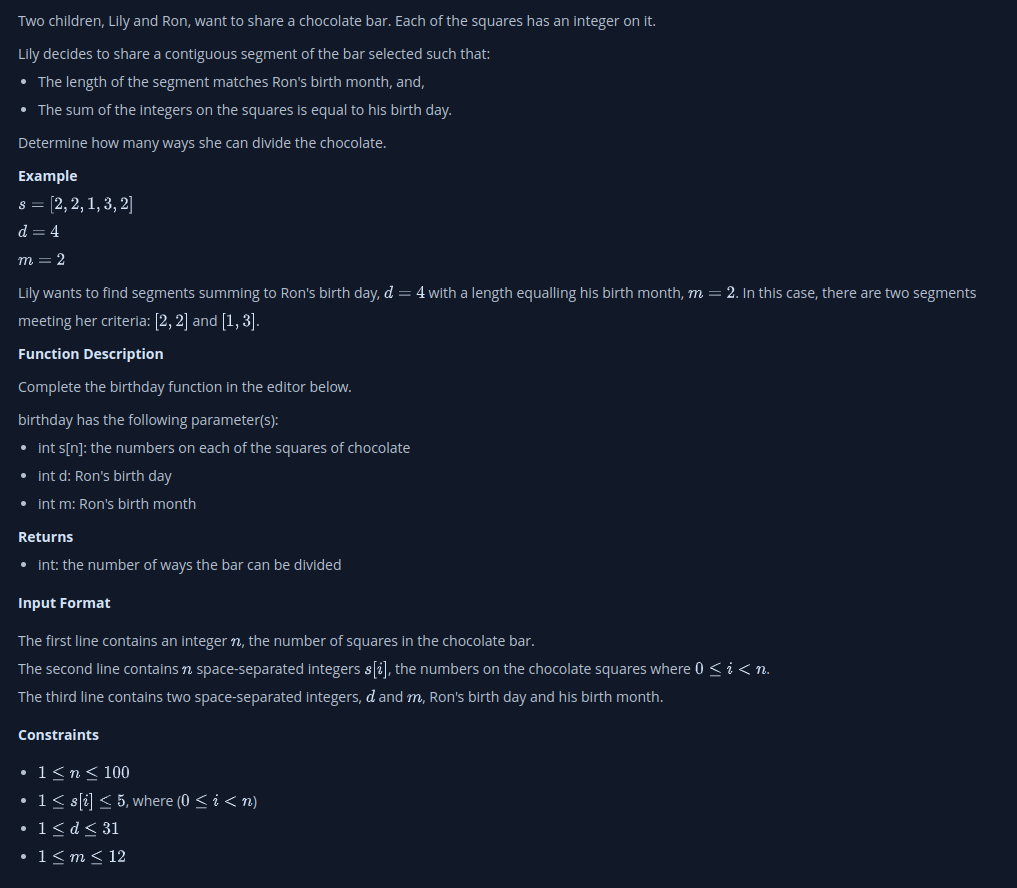 Two children, Lily and Ron, want to share a chocolate bar. Each of the squares has an integer on it.
Lily decides to share a contiguous segment of the bar selected such that:
• The length of the segment matches Ron's birth month, and,
• The sum of the integers on the squares is equal to his birth day.
Determine how many ways she can divide the chocolate.
Example
s = [2, 2, 1, 3, 2]
d = 4
m = 2
Lily wants to find segments summing to Ron's birth day, d = 4 with a length equalling his birth month, m = 2. In this case, there are two segments
meeting her criteria: [2, 2] and [1, 3].
Function Description
Complete the birthday function in the editor below.
birthday has the following parameter(s):
• int s[n]: the numbers on each of the squares of chocolate
• int d: Ron's birth day
• int m: Ron's birth month
Returns
• int: the number of ways the bar can be divided
Input Format
The first line contains an integer n, the number of squares in the chocolate bar.
The second line contains n space-separated integers s[i], the numbers on the chocolate squares where 0 ≤ i < n.
The third line contains two space-separated integers, d and m, Ron's birth day and his birth month.
Constraints
• 1 ≤ n ≤ 100
• 1 ≤ s[i] ≤ 5, where (0 ≤ i < n)
• 1 ≤ d ≤ 31
• 1 ≤ m ≤ 12